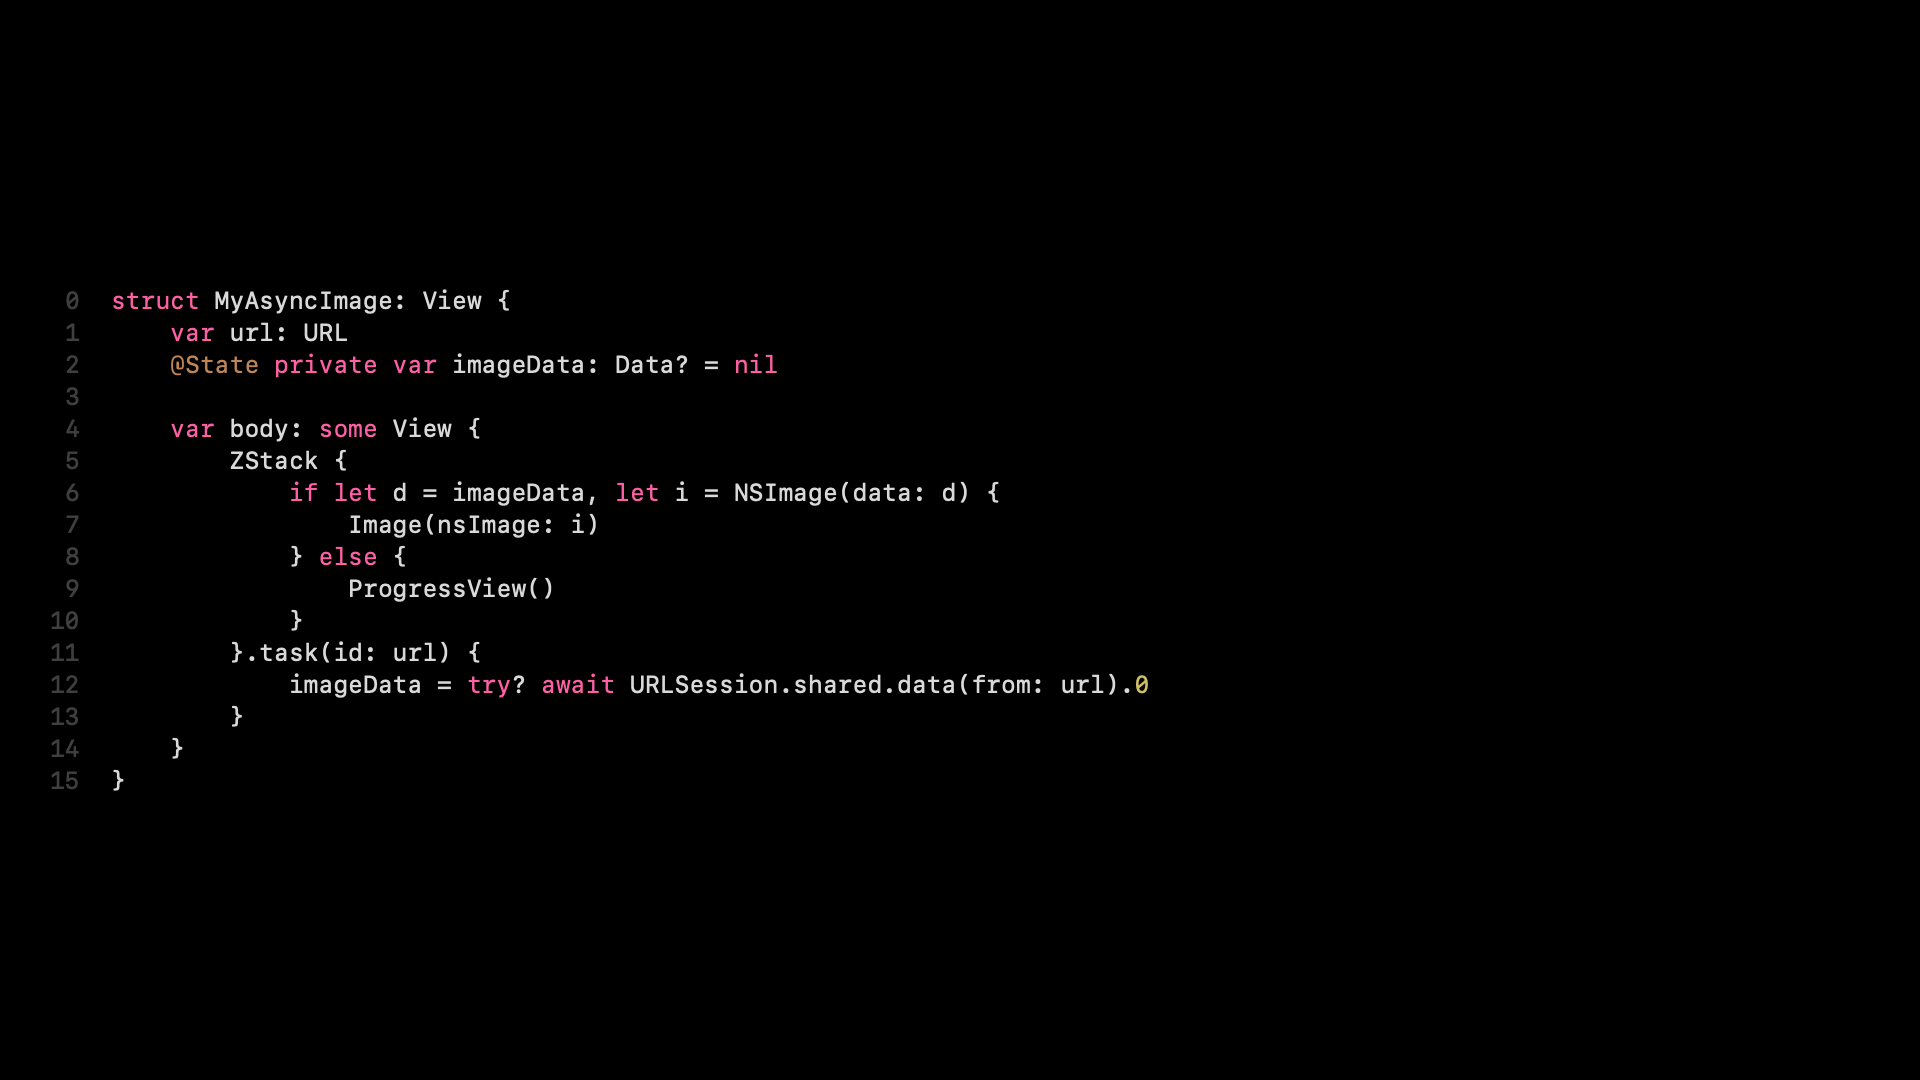 0 struct MyAsyncImage: View {
1     var url: URL
2     @State private var imageData: Data? = nil
3
4     var body: some View {
5         ZStack {
6             if let d = imageData, let i = NSImage(data: d) {
7                 Image(nsImage: i)
8             } else {
9                 ProgressView()
10             }
11         }.task(id: url) {
12             imageData = try? await URLSession.shared.data(from: url).0
13         }
14     }
15 }